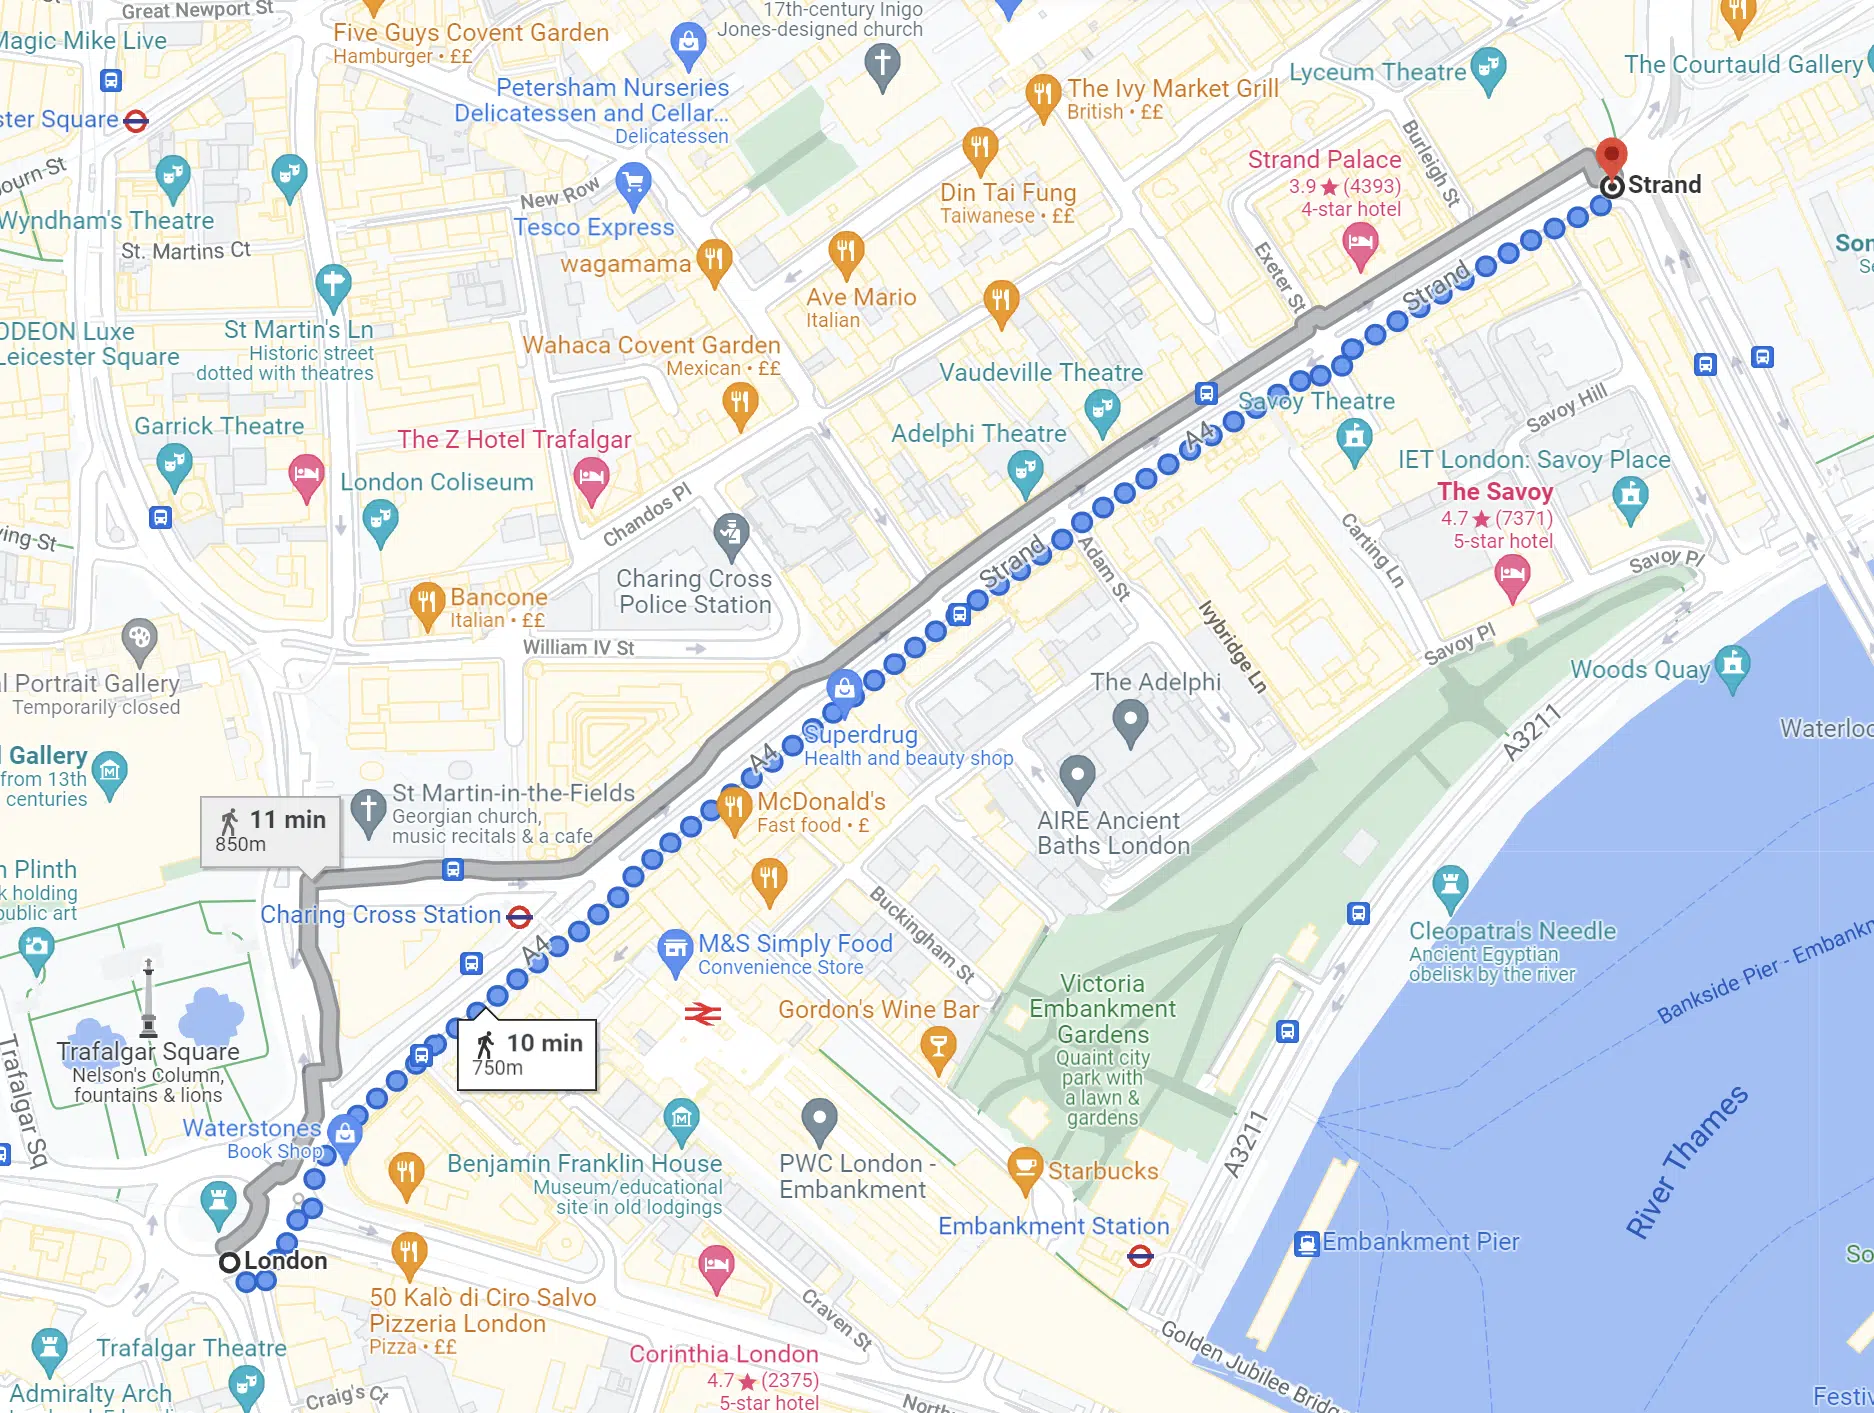 Great Newport St
Magic Mike Live
Five Guys Covent Garden
Hamburger • ££
17th-century Inigo
Jones-designed church
Petersham Nurseries
Delicatessen and Cellar...
Delicatessen
The Ivy Market Grill
British • ££
Lyceum Theatre
The Courtauld Gallery
ster Square
ourn-St
Wyndham's Theatre
St. Martins Ct
New Row
Tesco Express
wagamama
Din Tai Fung
Taiwanese • ££
Strand Palace
3.9 ★ (4393)
4-star hotel
Burleigh St
Strand
Exeter St
Strand
Ave Mario
Italian
ODEON Luxe
Leicester Square
St Martin's Ln
Historic street
dotted with theatres
Wahaca Covent Garden
Mexican • ££
Vaudeville Theatre
Savoy Theatre
Savoy Hill
Garrick Theatre
The Z Hotel Trafalgar
Adelphi Theatre
A4
IET London: Savoy Place
London Coliseum
The Savoy
4.7 ★ (7371)
5-star hotel
Chandos Pl
ving-St
Charing Cross
Police Station
Strand
Adam St
Carting Ln
Savoy Pl
Bancone
Italian • ££
William IV St
Ivybridge Ln
Savoy Pl
l Portrait Gallery
Temporarily closed
The Adelphi
Woods Quay
A3211
Waterloo
l Gallery
from 13th
centuries
Superdrug
Health and beauty shop
A4
St Martin-in-the-Fields
Georgian church,
music recitals & a cafe
McDonald's
Fast food • £
AIRE Ancient
Baths London
11 min
850m
n Plinth
k holding
public art
Charing Cross Station
A4
Buckingham St
M&S Simply Food
Convenience Store
Cleopatra's Needle
Ancient Egyptian
obelisk by the river
Bankside Pier - Embankm
Gordon's Wine Bar
Victoria
Embankment
Gardens
Quaint city
park with
a lawn &
gardens
10 min
750m
Trafalgar Square
Nelson's Column,
fountains & lions
Trafalgar Sq
Waterstones
Book Shop
Benjamin Franklin House
Museum/educational
site in old lodgings
PWC London -
Embankment
Starbucks
A3211
River Thames
Embankment Station
Embankment Pier
London
50 Kalò di Ciro Salvo
Pizzeria London
Pizza • ££
Craven St
Trafalgar Theatre
Corinthia London
4.7 ★ (2375)
5-star hotel
Admiralty Arch
Craig's Ct
Golden Jubilee Bridg
North
Festiv
Som
Se
So